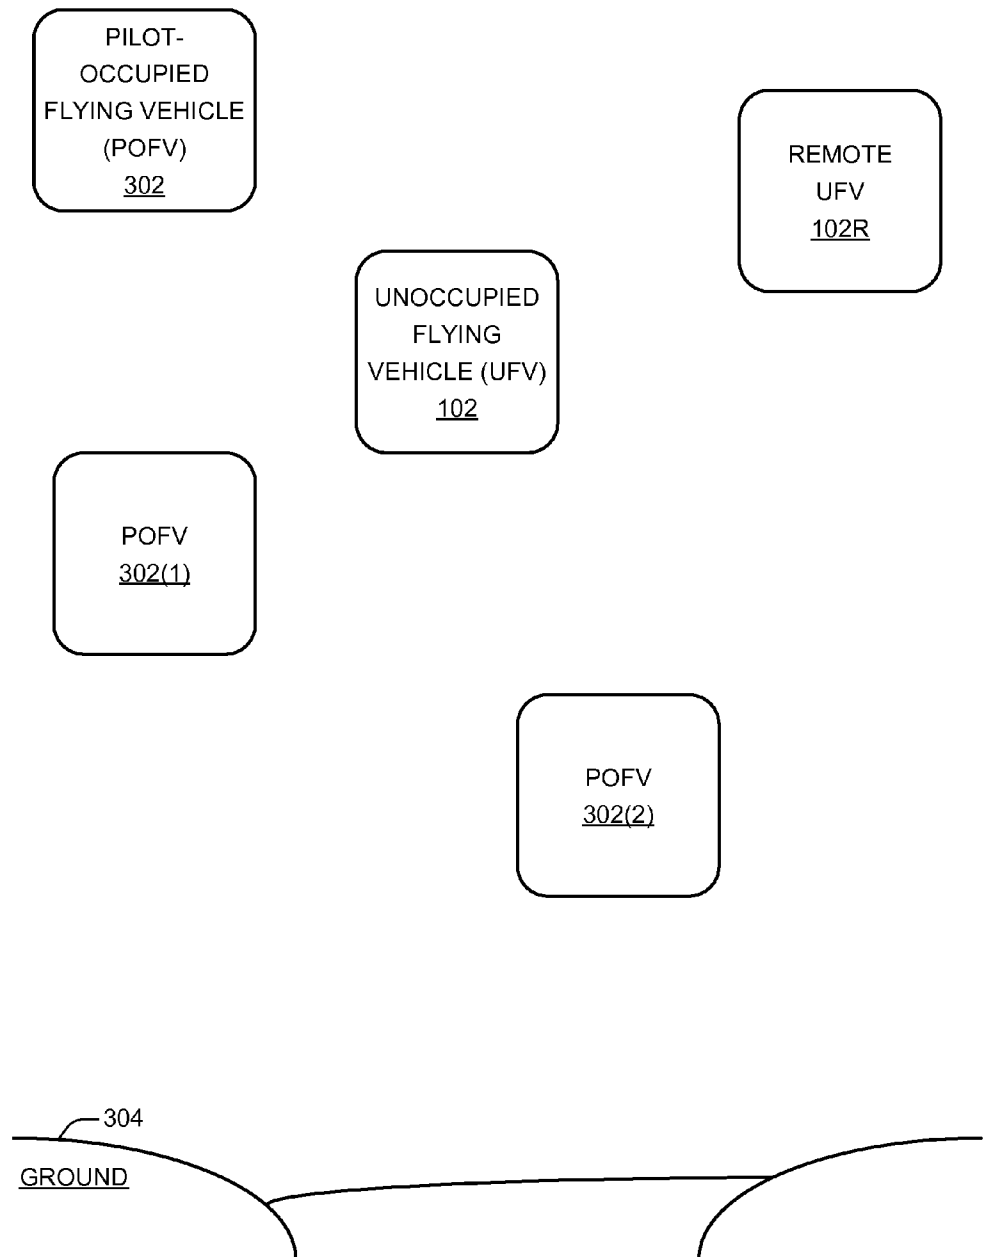 PILOT-
OCCUPIED
FLYING VEHICLE
(POFV)
302
REMOTE
UFV
102R
UNOCCUPIED
FLYING
VEHICLE (UFV)
102
POFV
302(1)
POFV
302(2)
304
GROUND